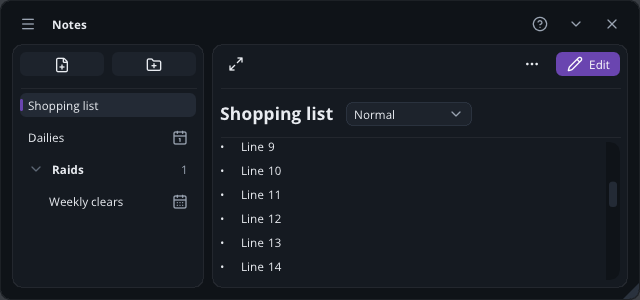 Notes
Edit
Shopping list
Dailies
Raids 1
Weekly clears
Shopping list Normal
• Line 9
• Line 10
• Line 11
• Line 12
• Line 13
• Line 14